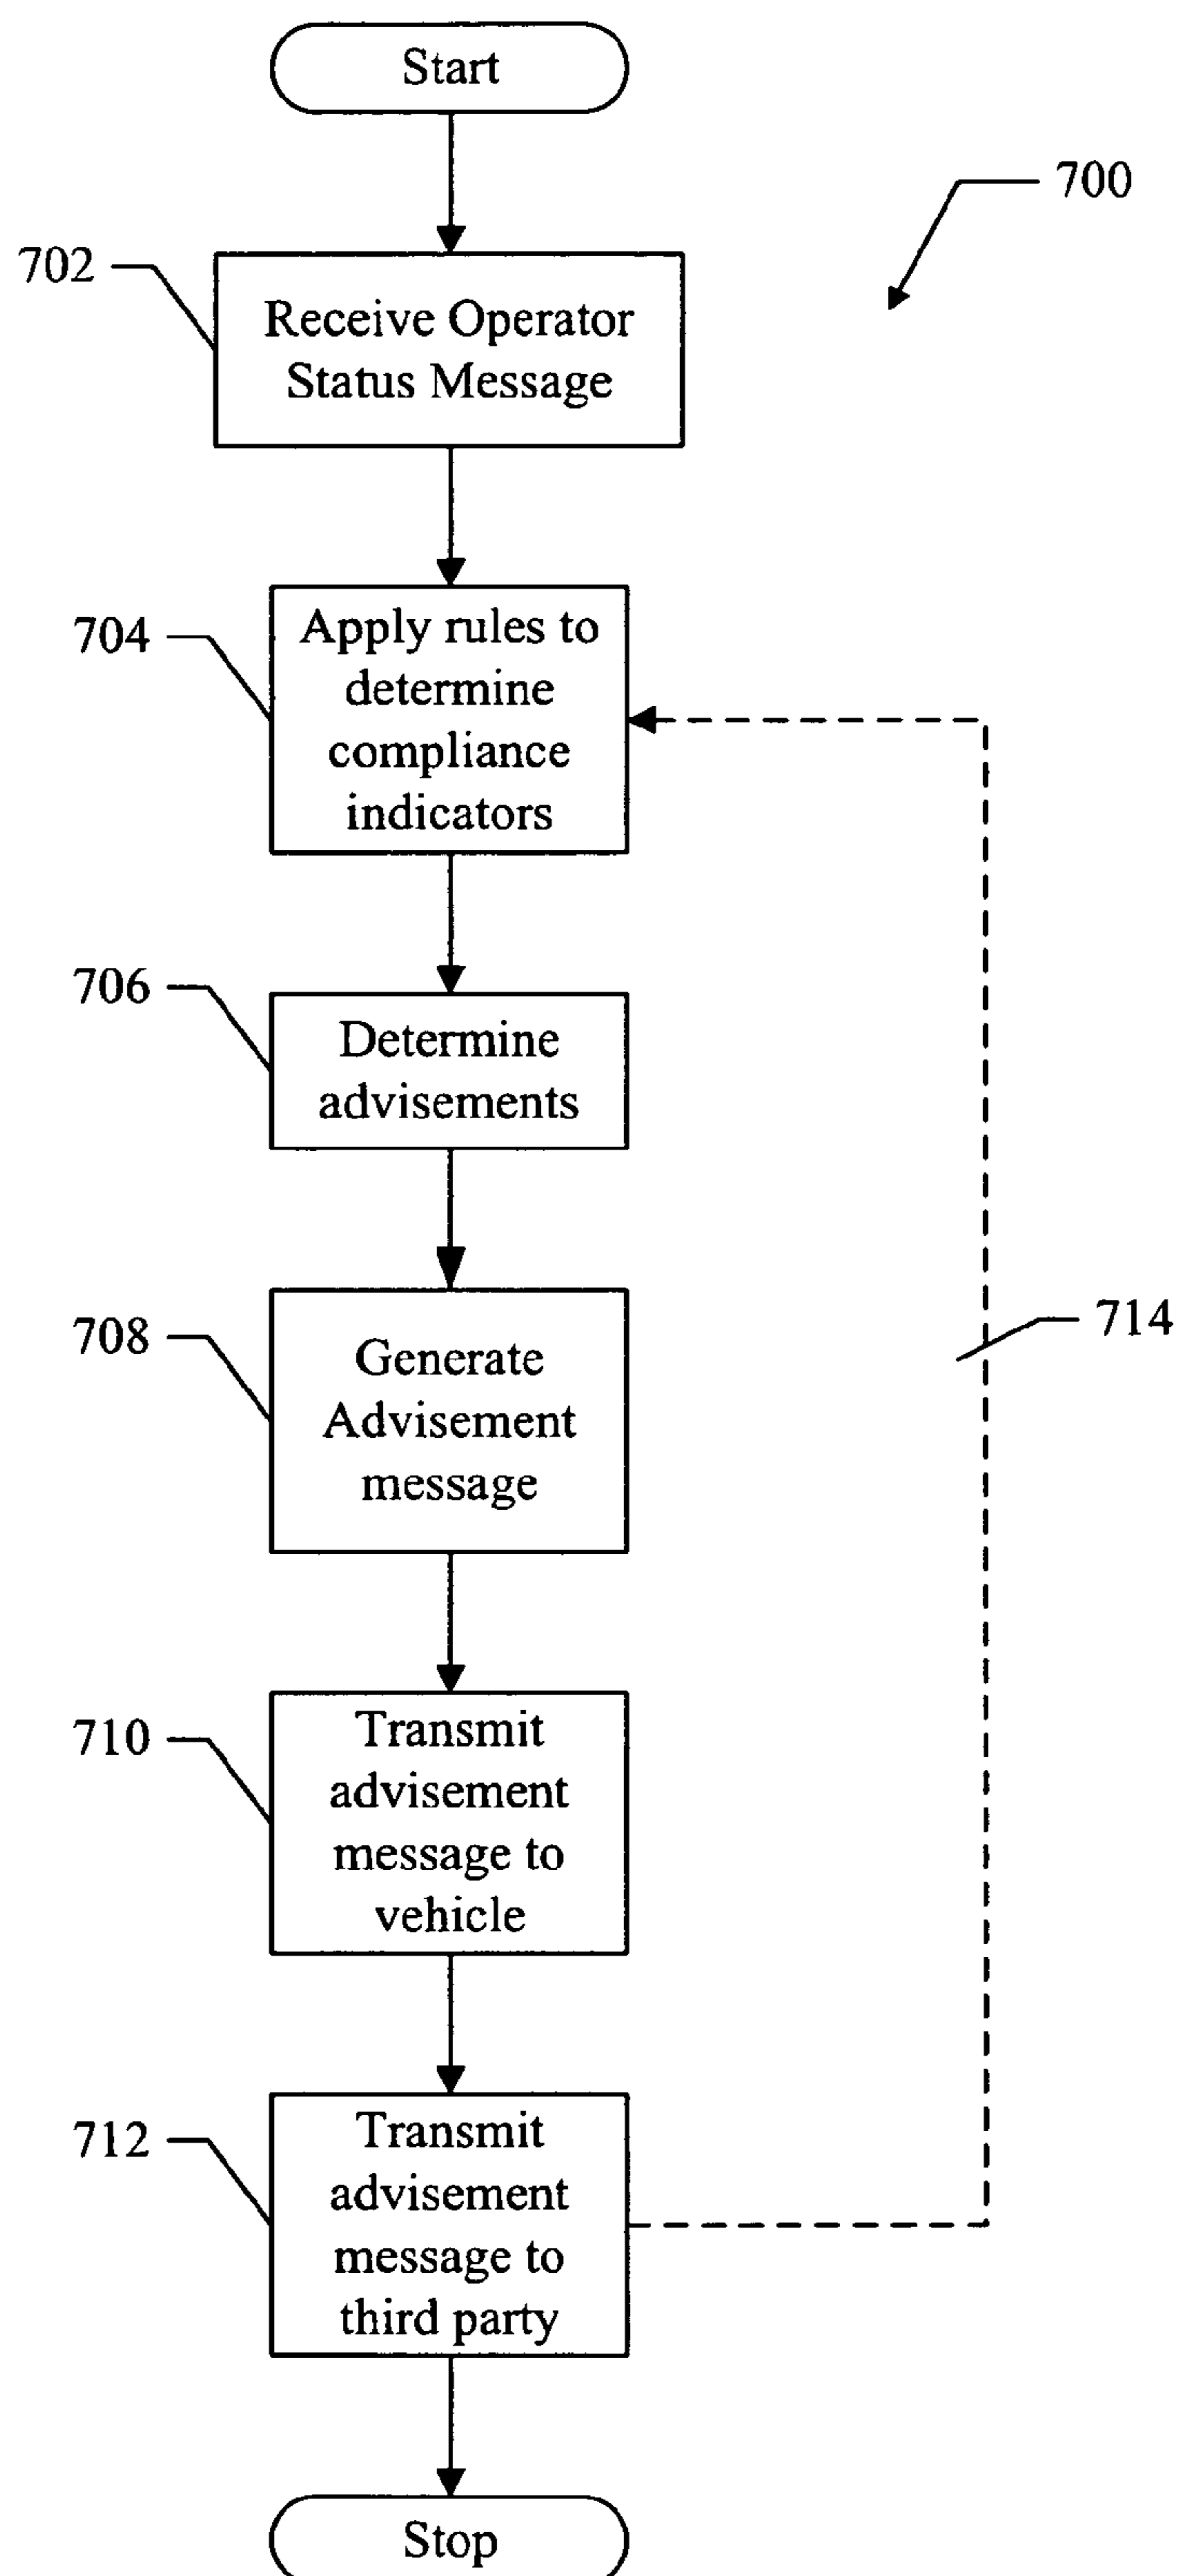 Start
700
702
Receive Operator
Status Message
704
Apply rules to
determine
compliance
indicators
706
Determine
advisements
708
Generate
Advisement
message
714
710
Transmit
advisement
message to
vehicle
712
Transmit
advisement
message to
third party
Stop